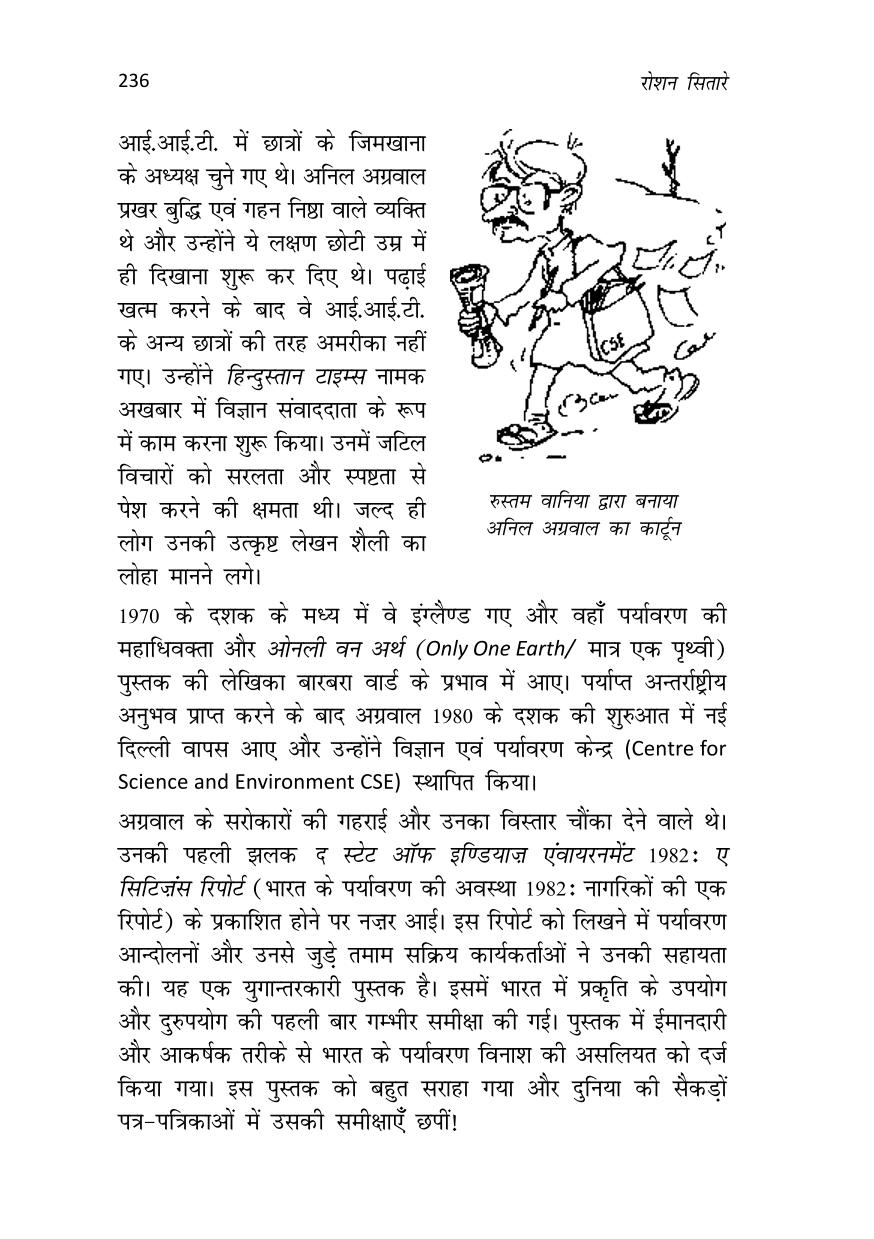 236
रोशन सितारे
आई.आई.टी. में छात्रों के जिमखाना
के अध्यक्ष चुने गए थे। अनिल अग्रवाल
प्रखर बुद्धि एवं गहन निष्ठा वाले व्यक्ति
थे और उन्होंने ये लक्षण छोटी उम्र में
ही दिखाना शुरू कर दिए थे। पढ़ाई
खत्म करने के बाद वे आई.आई.टी.
के अन्य छात्रों की तरह अमरीका नहीं
गए। उन्होंने हिन्दुस्तान टाइम्स नामक
अखबार में विज्ञान संवाददाता के रूप
में काम करना शुरू किया। उनमें जटिल
विचारों को सरलता और स्पष्टता से
पेश करने की क्षमता थी। जल्द ही
लोग उनकी उत्कृष्ट लेखन शैली का
लोहा मानने लगे।
CSE
रुस्तम वानिया द्वारा बनाया
अनिल अग्रवाल का कार्टून
1970 के दशक के मध्य में वे इंग्लैण्ड गए और वहाँ पर्यावरण की
महाधिवक्ता और ओनली वन अर्थ (Only One Earth/ मात्र एक पृथ्वी)
पुस्तक की लेखिका बारबरा वार्ड के प्रभाव में आए। पर्याप्त अन्तर्राष्ट्रीय
अनुभव प्राप्त करने के बाद अग्रवाल 1980 के दशक की शुरुआत में नई
दिल्ली वापस आए और उन्होंने विज्ञान एवं पर्यावरण केन्द्र (Centre for
Science and Environment CSE) स्थापित किया।
अग्रवाल के सरोकारों की गहराई और उनका विस्तार चौंका देने वाले थे।
उनकी पहली झलक द स्टेट ऑफ इण्डियाज़ एंवायरनमेंट 1982: ए
सिटिज़ंस रिपोर्ट (भारत के पर्यावरण की अवस्था 1982: नागरिकों की एक
रिपोर्ट) के प्रकाशित होने पर नज़र आई। इस रिपोर्ट को लिखने में पर्यावरण
आन्दोलनों और उनसे जुड़े तमाम सक्रिय कार्यकर्ताओं ने उनकी सहायता
की। यह एक युगान्तरकारी पुस्तक है। इसमें भारत में प्रकृति के उपयोग
और दुरुपयोग की पहली बार गम्भीर समीक्षा की गई। पुस्तक में ईमानदारी
और आकर्षक तरीके से भारत के पर्यावरण विनाश की असलियत को दर्ज
किया गया। इस पुस्तक को बहुत सराहा गया और दुनिया की सैकड़ों
पत्र-पत्रिकाओं में उसकी समीक्षाएँ छपीं!